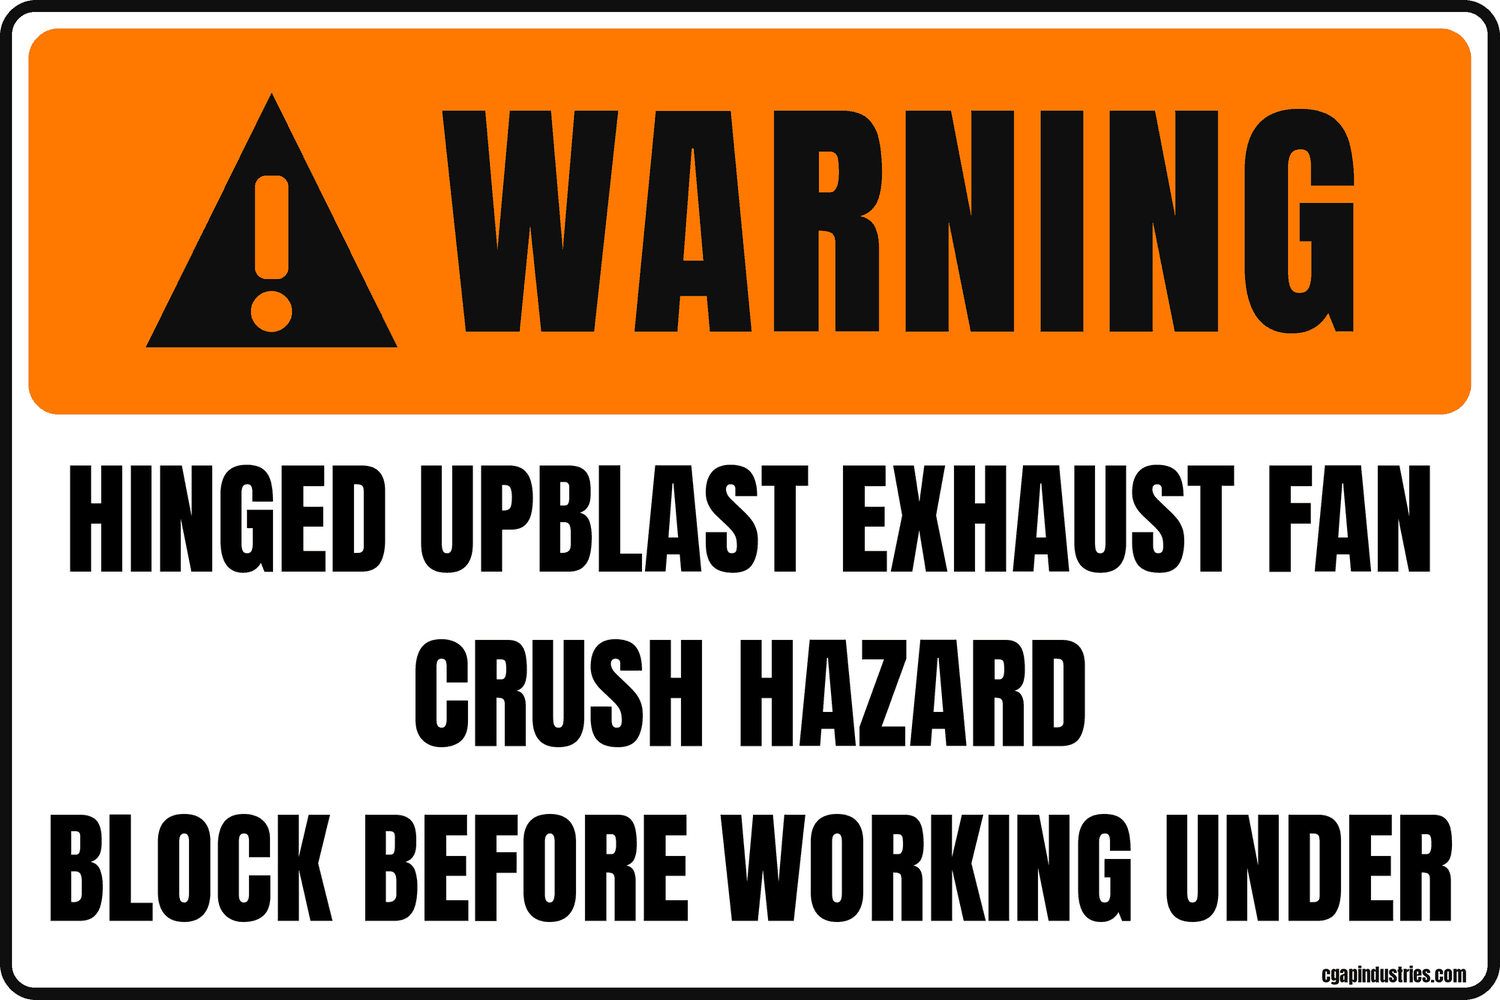 WARNING
HINGED UPBLAST EXHAUST FAN
CRUSH HAZARD
BLOCK BEFORE WORKING UNDER
cgapindustries.com